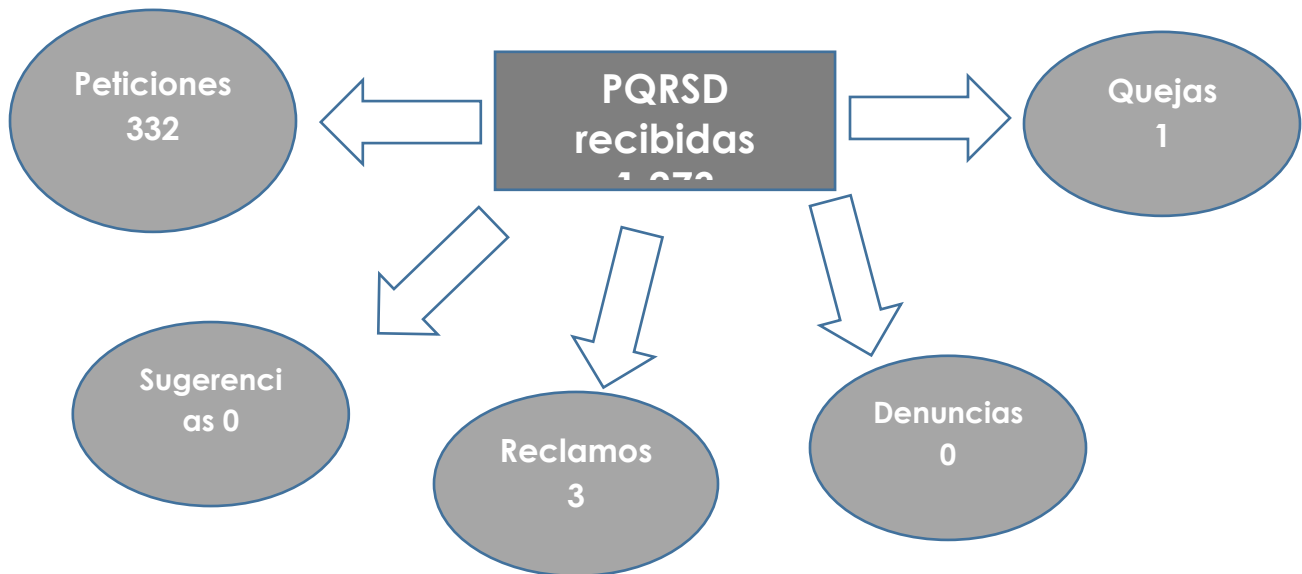 Peticiones
332
PQRSD
recibidas
Quejas
1
Sugerenci
as 0
Reclamos
3
Denuncias
0